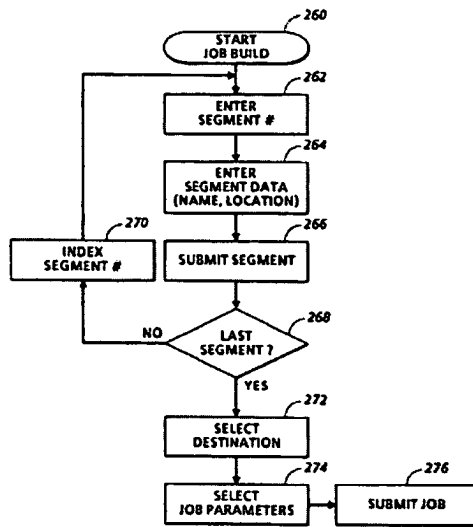 260
START
JOB BUILD
262
ENTER
SEGMENT #
264
ENTER
SEGMENT DATA
(NAME, LOCATION)
270
266
INDEX
SEGMENT #
SUBMIT SEGMENT
268
NO
LAST
SEGMENT ?
YES
272
SELECT
DESTINATION
274
276
SELECT
JOB PARAMETERS
SUBMIT JOB